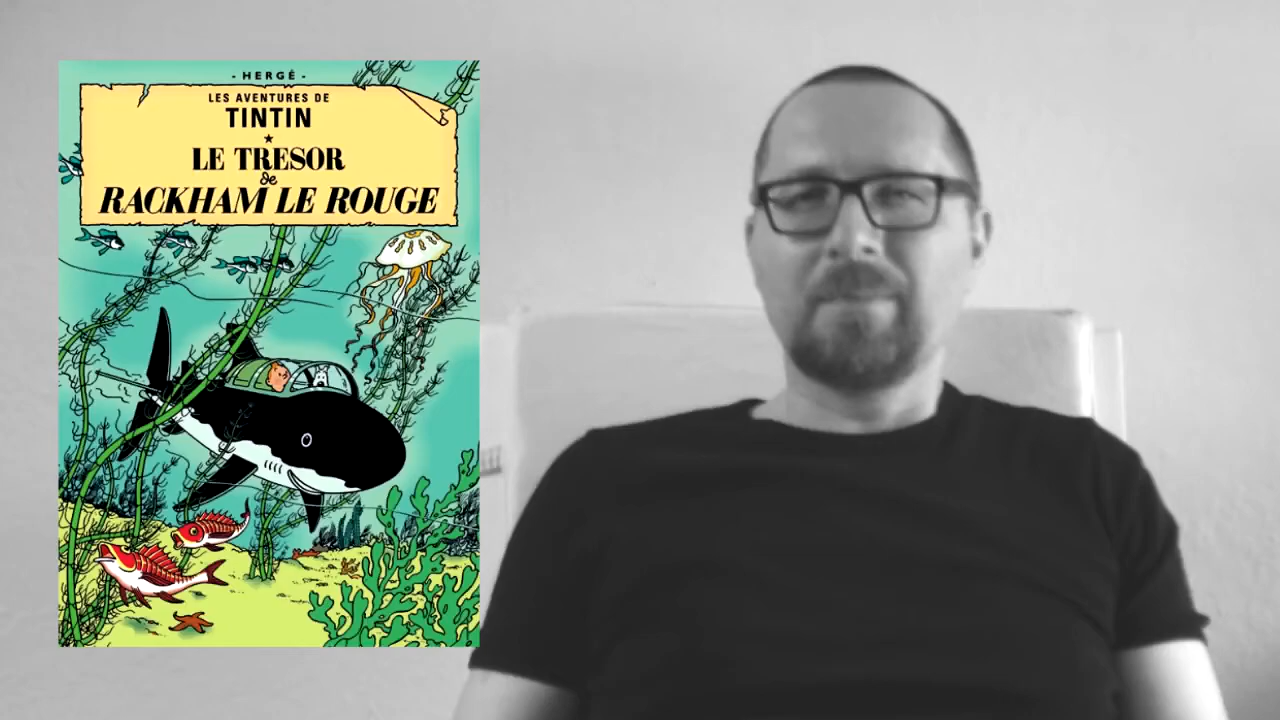 - HERGÉ -
LES AVENTURES DE
TINTIN
LE TRESOR
de
RACKHAM LE ROUGE